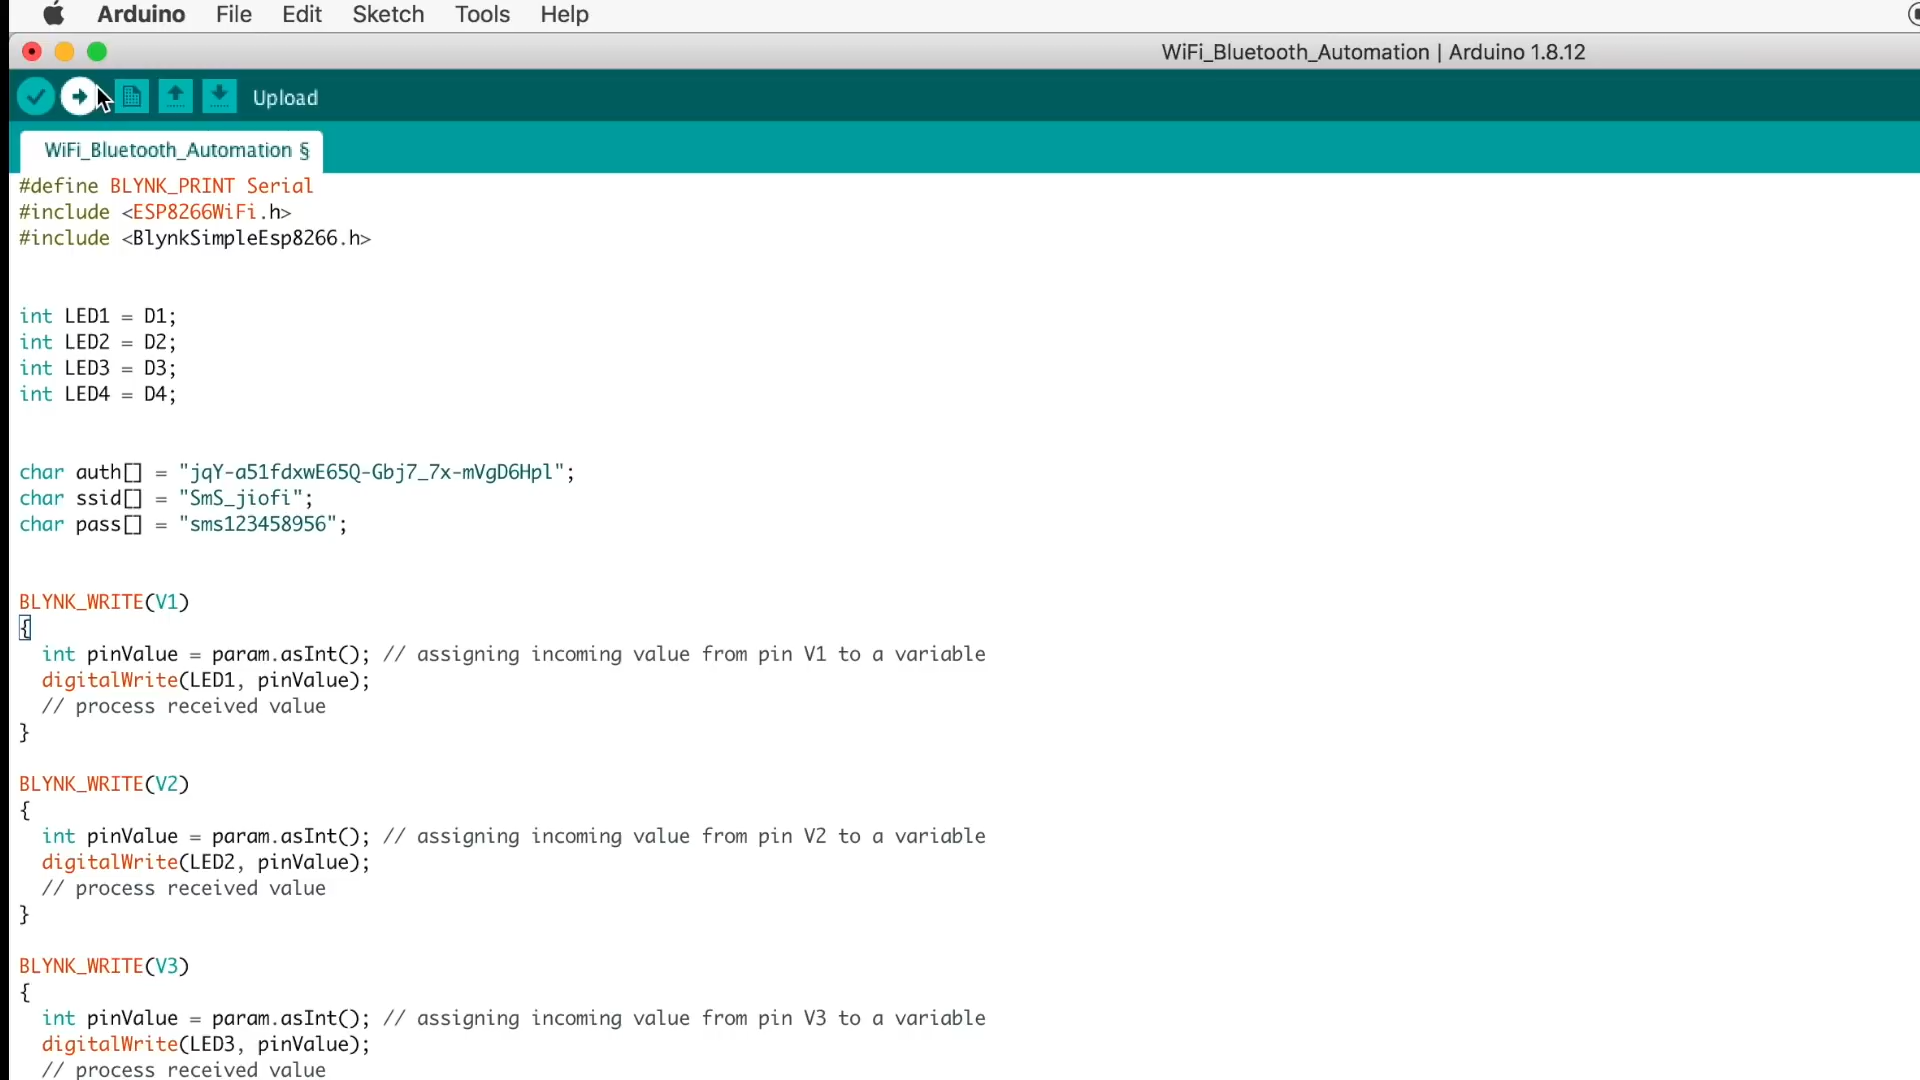 Arduino File Edit Sketch Tools Help
WiFi_Bluetooth_Automation | Arduino 1.8.12
Upload
WiFi_Bluetooth_Automation §
#define BLYNK_PRINT Serial
#include <ESP8266WiFi.h>
#include <BlynkSimpleEsp8266.h>
int LED1 = D1;
int LED2 = D2;
int LED3 = D3;
int LED4 = D4;
char auth[] = "jqY-a51fdxwE65Q-Gbj7_7x-mVgD6Hpl";
char ssid[] = "SmS_jiofi";
char pass[] = "sms123458956";
BLYNK_WRITE(V1)
{
  int pinValue = param.asInt(); // assigning incoming value from pin V1 to a variable
  digitalWrite(LED1, pinValue);
  // process received value
}
BLYNK_WRITE(V2)
{
  int pinValue = param.asInt(); // assigning incoming value from pin V2 to a variable
  digitalWrite(LED2, pinValue);
  // process received value
}
BLYNK_WRITE(V3)
{
  int pinValue = param.asInt(); // assigning incoming value from pin V3 to a variable
  digitalWrite(LED3, pinValue);
  // process received value